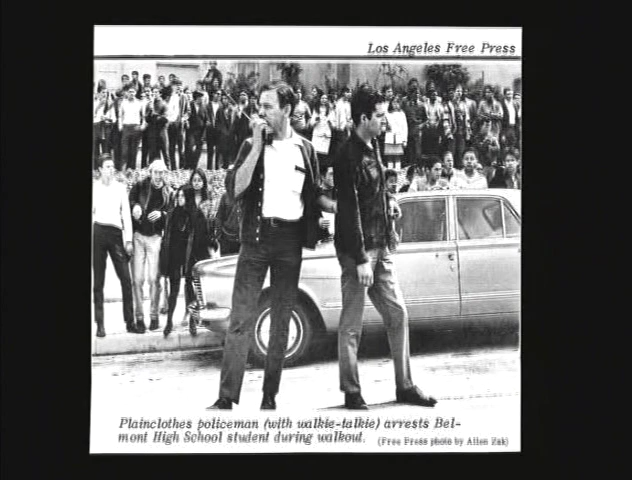 Los Angeles Free Press
Plainclothes policeman (with walkie-talkie) arrests Bel-
mont High School student during walkout. (Free Press photo by Allen Zak)